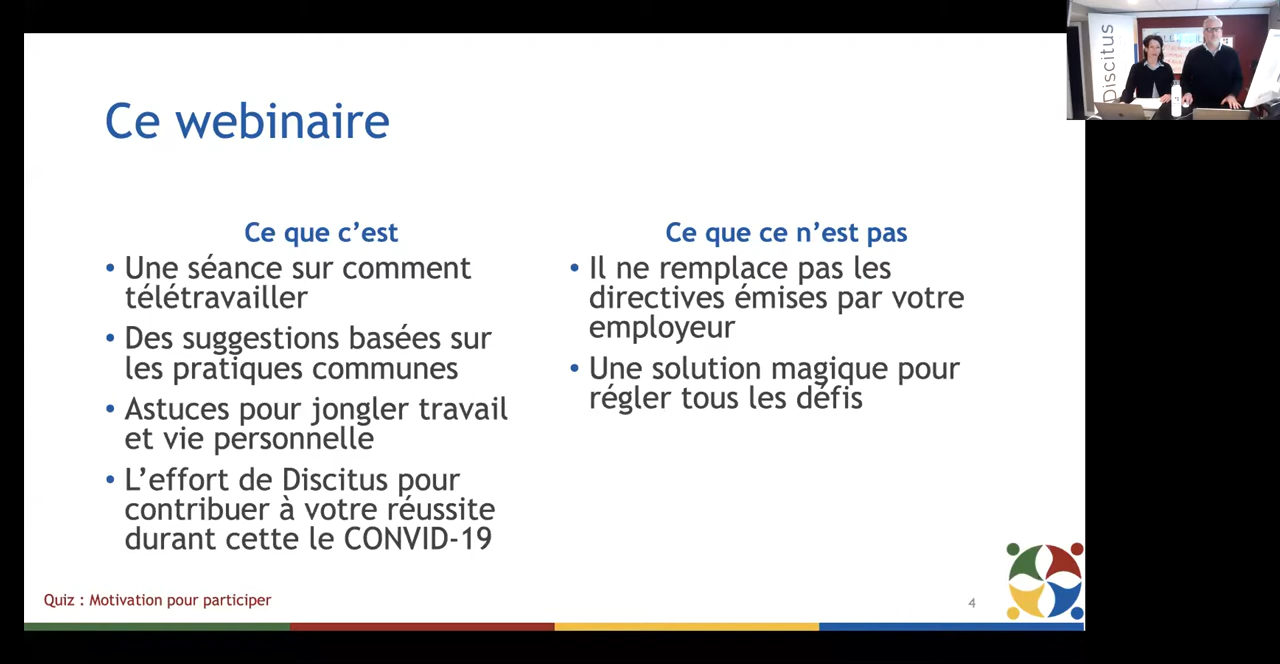 Ce webinaire
Ce que c’est
• Une séance sur comment
télétravailler
• Des suggestions basées sur
les pratiques communes
• Astuces pour jongler travail
et vie personnelle
• L’effort de Discitus pour
contribuer à votre réussite
durant cette le CONVID-19
Ce que ce n’est pas
• Il ne remplace pas les
directives émises par votre
employeur
• Une solution magique pour
régler tous les défis
Quiz : Motivation pour participer
4
Discitus